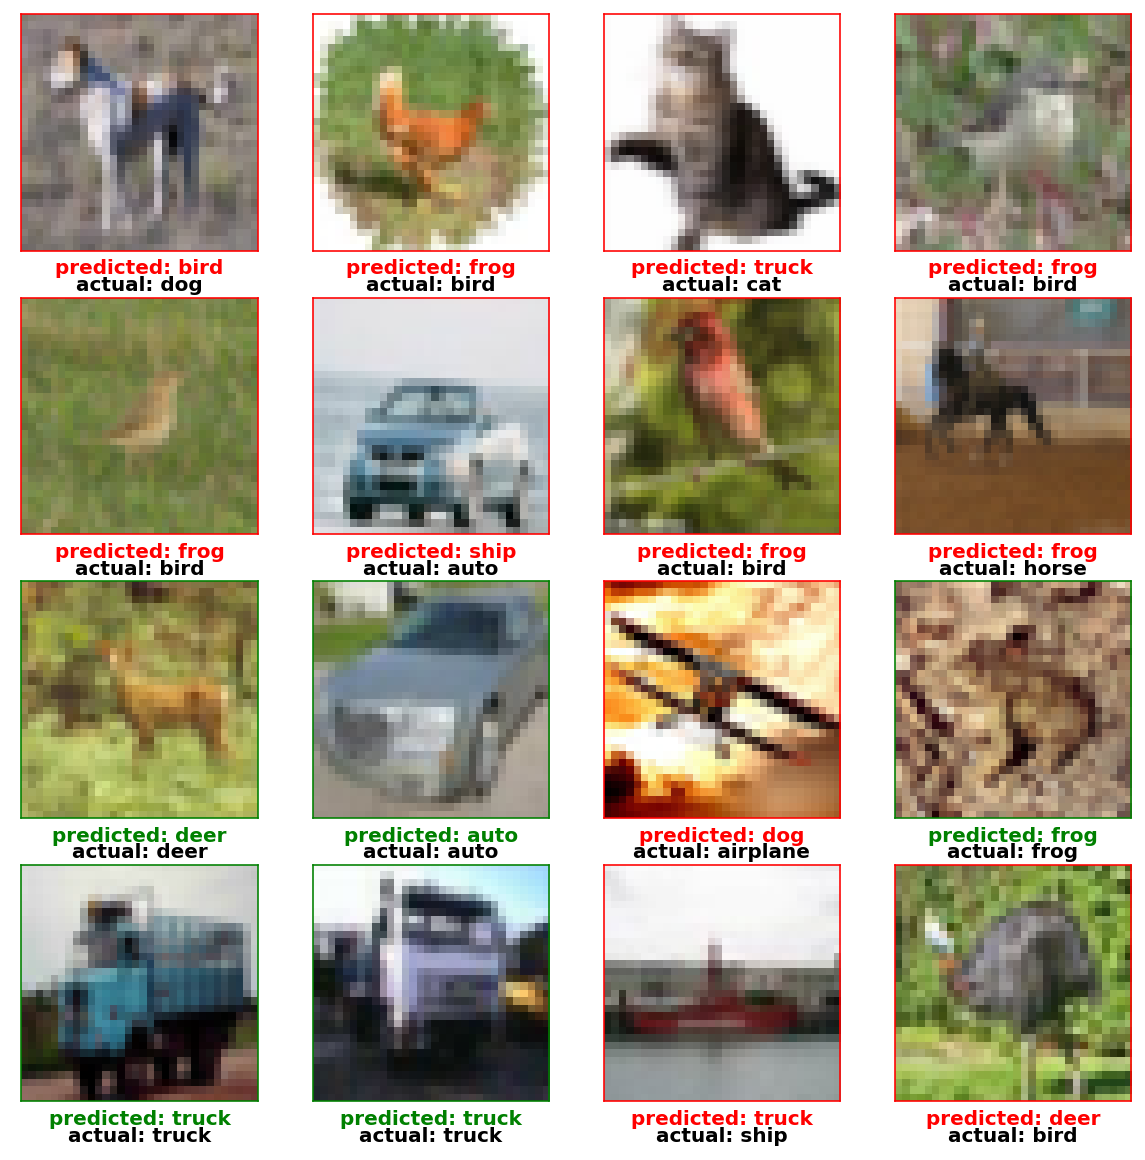 predicted: bird
actual: dog
predicted: frog
actual: bird
predicted: truck
actual: cat
predicted: frog
actual: bird
predicted: frog
actual: bird
predicted: ship
actual: auto
predicted: frog
actual: bird
predicted: frog
actual: horse
predicted: deer
actual: deer
predicted: auto
actual: auto
predicted: dog
actual: airplane
predicted: frog
actual: frog
predicted: truck
actual: truck
predicted: truck
actual: truck
predicted: truck
actual: ship
predicted: deer
actual: bird